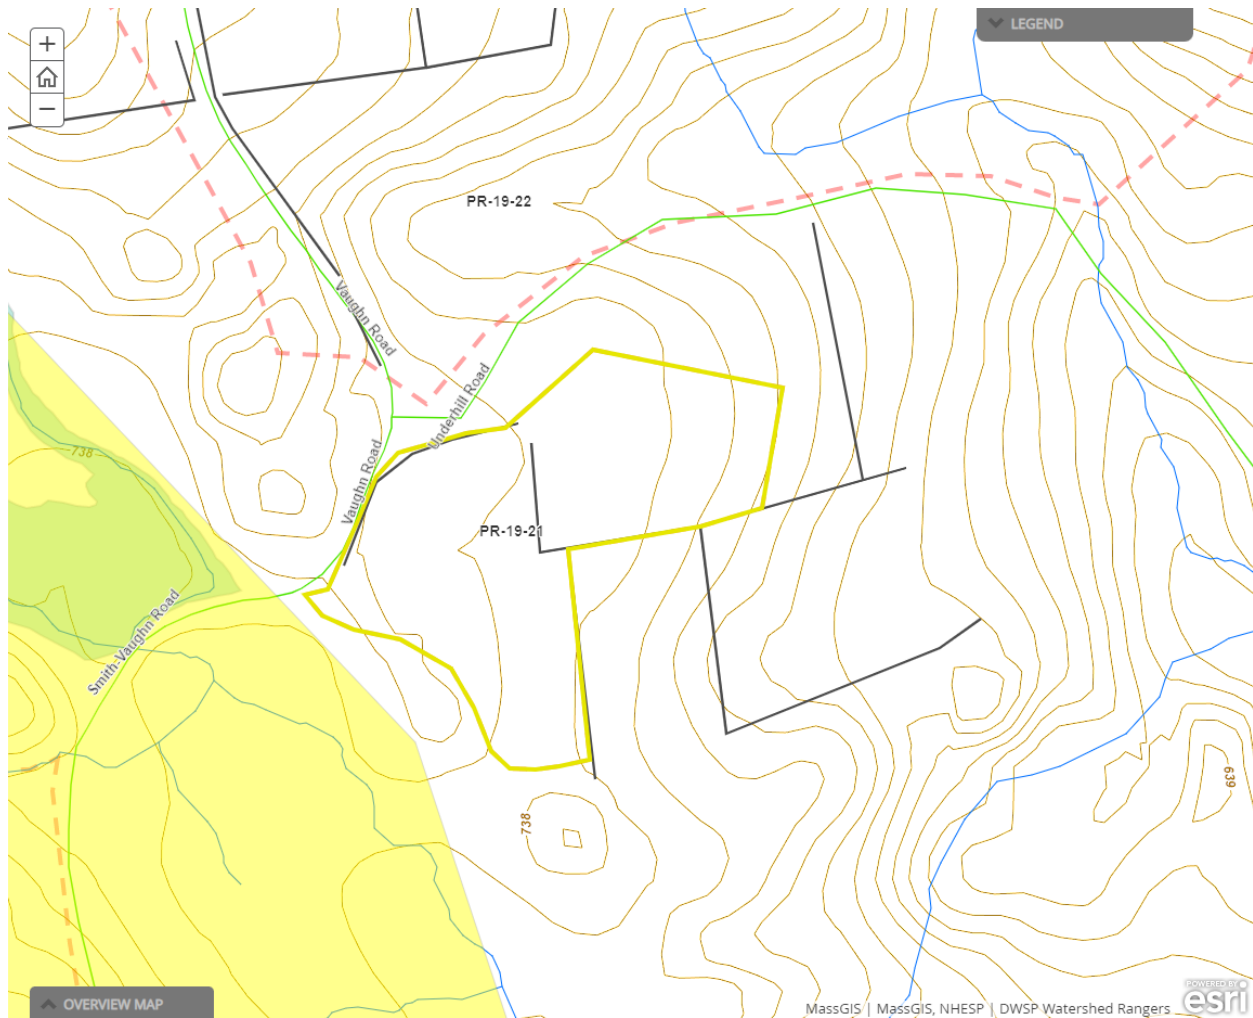 LEGEND
+
−
PR-19-22
Vaughn Road
Underhill Road
Vaughn Road
738
PR-19-21
Smith-Vaughn Road
639
738
OVERVIEW MAP
MassGIS | MassGIS, NHESP | DWSP Watershed Rangers
POWERED BY
esri